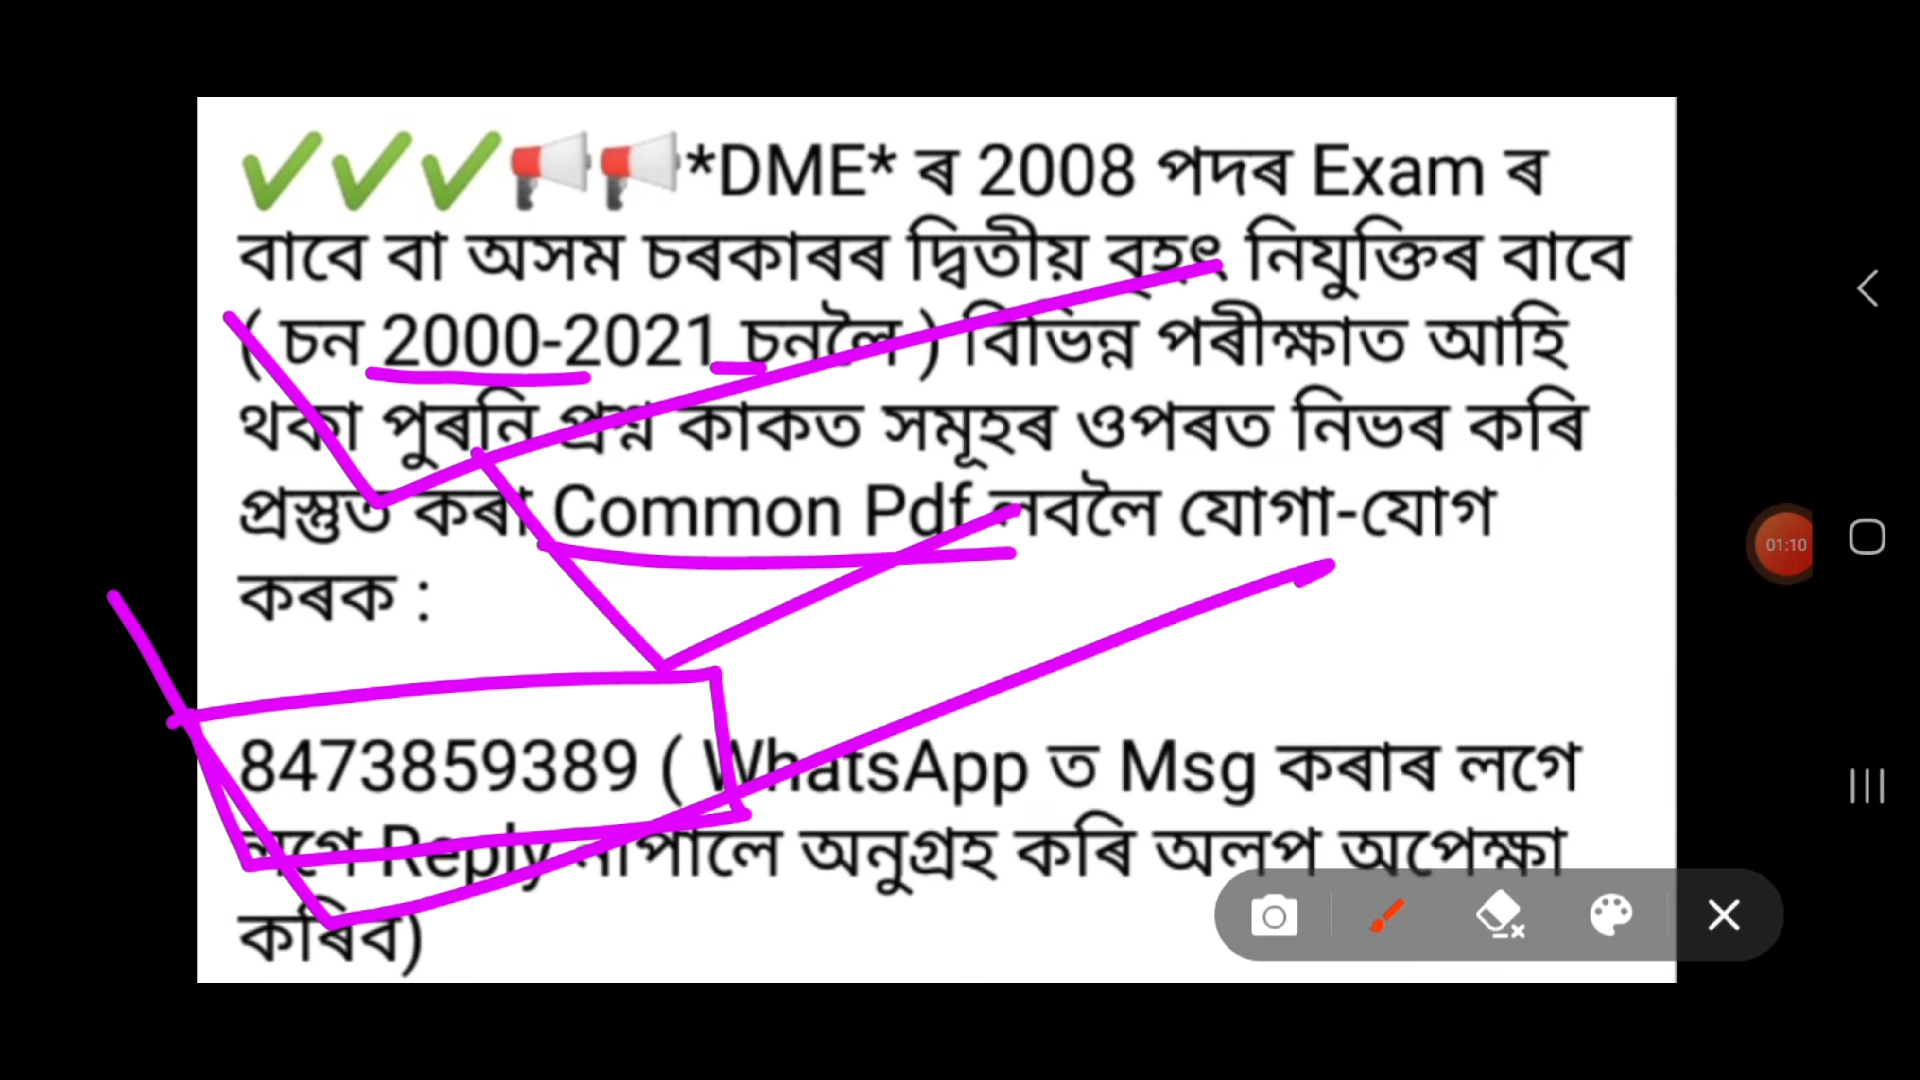 ✔✔✔📢📢*DME* ৰ 2008 পদৰ Exam ৰ
বাবে বা অসম চৰকাৰৰ দ্বিতীয় বৃহৎ নিযুক্তিৰ বাবে
( চন 2000-2021 চনলৈ ) বিভিন্ন পৰীক্ষাত আহি
থকা পুৰনি প্ৰশ্ন কাকত সমূহৰ ওপৰত নিভৰ কৰি
প্ৰস্তুত কৰা Common Pdf লবলৈ যোগা-যোগ
কৰক :
8473859389 ( WhatsApp ত Msg কৰাৰ লগে
লগে Reply নাপালে অনুগ্ৰহ কৰি অলপ অপেক্ষা
কৰিব)
01:10